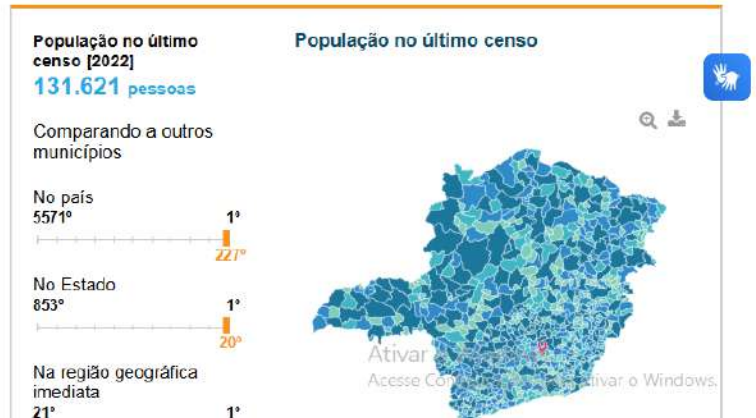 População no último
censo [2022]
131.621 pessoas
Comparando a outros
municípios
No país
5571º 1º
227º
No Estado
853º 1º
20º
Na região geográfica
imediata
21º 1º
População no último censo
Ativar o
Acesse Con ativar o Windows.